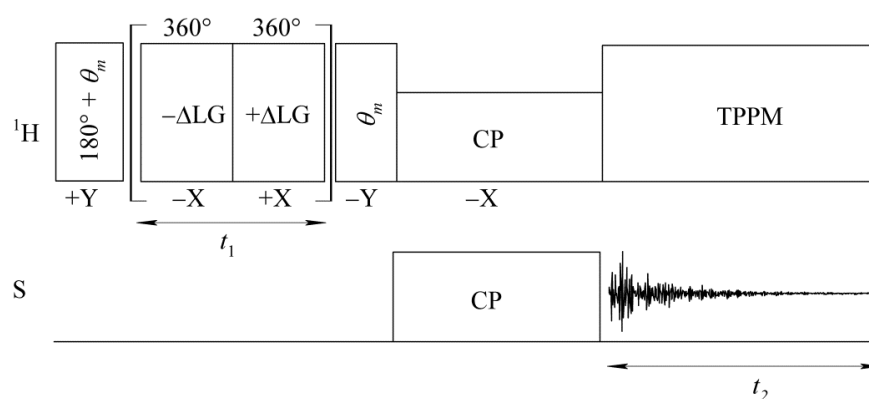 360° 360°
180° + θm
−ΔLG +ΔLG
θm
CP
TPPM
¹H
+Y −X +X −Y −X
t1
S
CP
t2